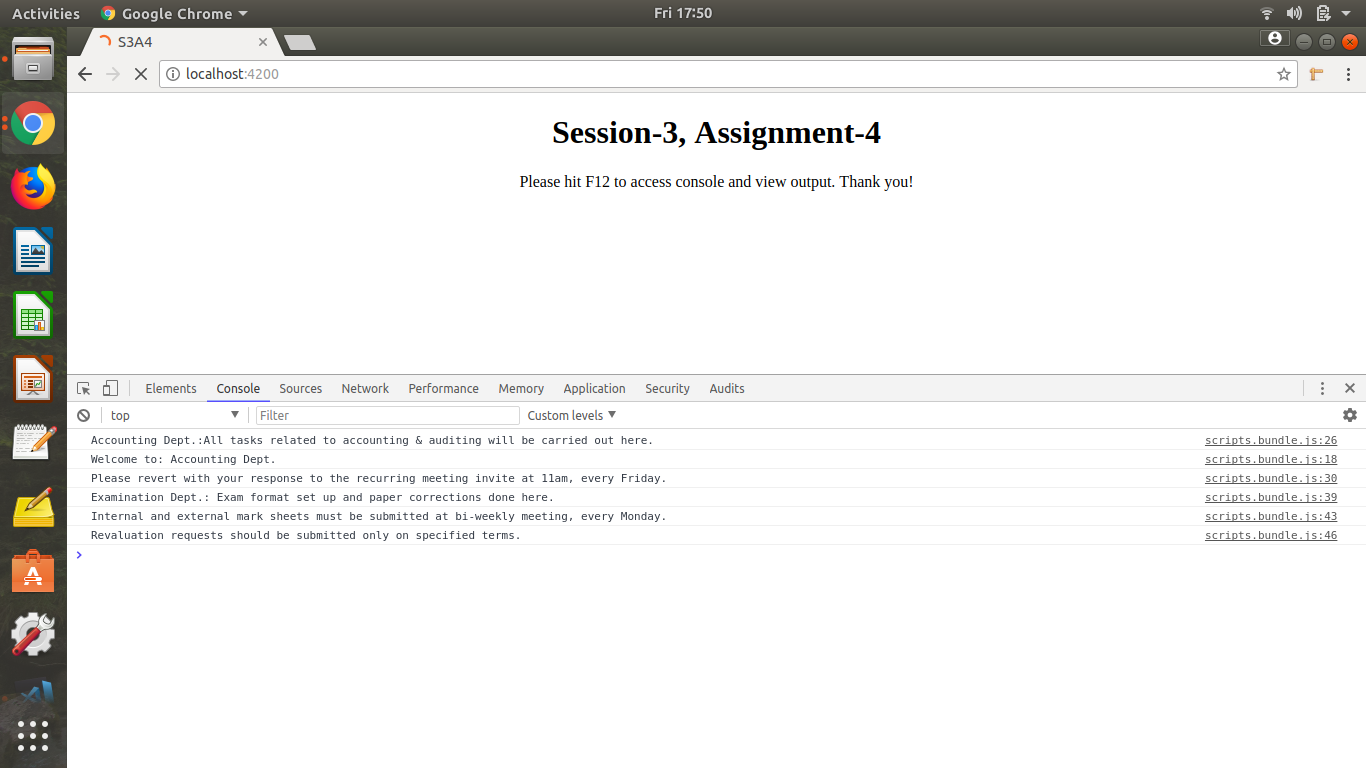 Activities Google Chrome Fri 17:50
S3A4
localhost:4200
Session-3, Assignment-4
Please hit F12 to access console and view output. Thank you!
Elements Console Sources Network Performance Memory Application Security Audits
top Filter Custom levels
Accounting Dept.:All tasks related to accounting & auditing will be carried out here. scripts.bundle.js:26
Welcome to: Accounting Dept. scripts.bundle.js:18
Please revert with your response to the recurring meeting invite at 11am, every Friday. scripts.bundle.js:30
Examination Dept.: Exam format set up and paper corrections done here. scripts.bundle.js:39
Internal and external mark sheets must be submitted at bi-weekly meeting, every Monday. scripts.bundle.js:43
Revaluation requests should be submitted only on specified terms. scripts.bundle.js:46